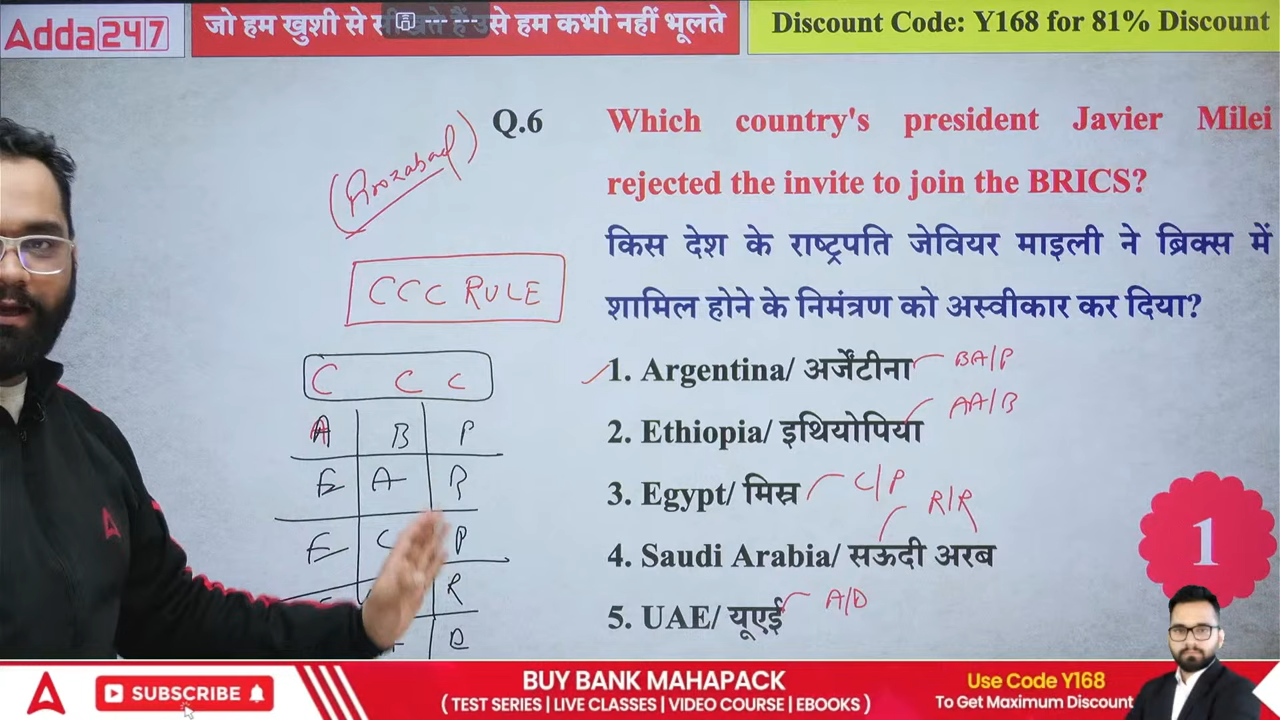 Adda247
जो हम खुशी से से हम कभी नहीं भूलते
Discount Code: Y168 for 81% Discount
Q.6 Which country's president Javier Milei
rejected the invite to join the BRICS?
किस देश के राष्ट्रपति जेवियर माइली ने ब्रिक्स में
शामिल होने के निमंत्रण को अस्वीकार कर दिया?
CCC RULE
C C C
A B P
E A B
E C P
R
1. Argentina/ अर्जेंटीना BA/P
2. Ethiopia/ इथियोपिया AA/B
3. Egypt/ मिस्र C/P
4. Saudi Arabia/ सऊदी अरब R/R
5. UAE/ यूएई A/D
1
SUBSCRIBE
BUY BANK MAHAPACK
( TEST SERIES | LIVE CLASSES | VIDEO COURSE | EBOOKS )
Use Code Y168
To Get Maximum Discount